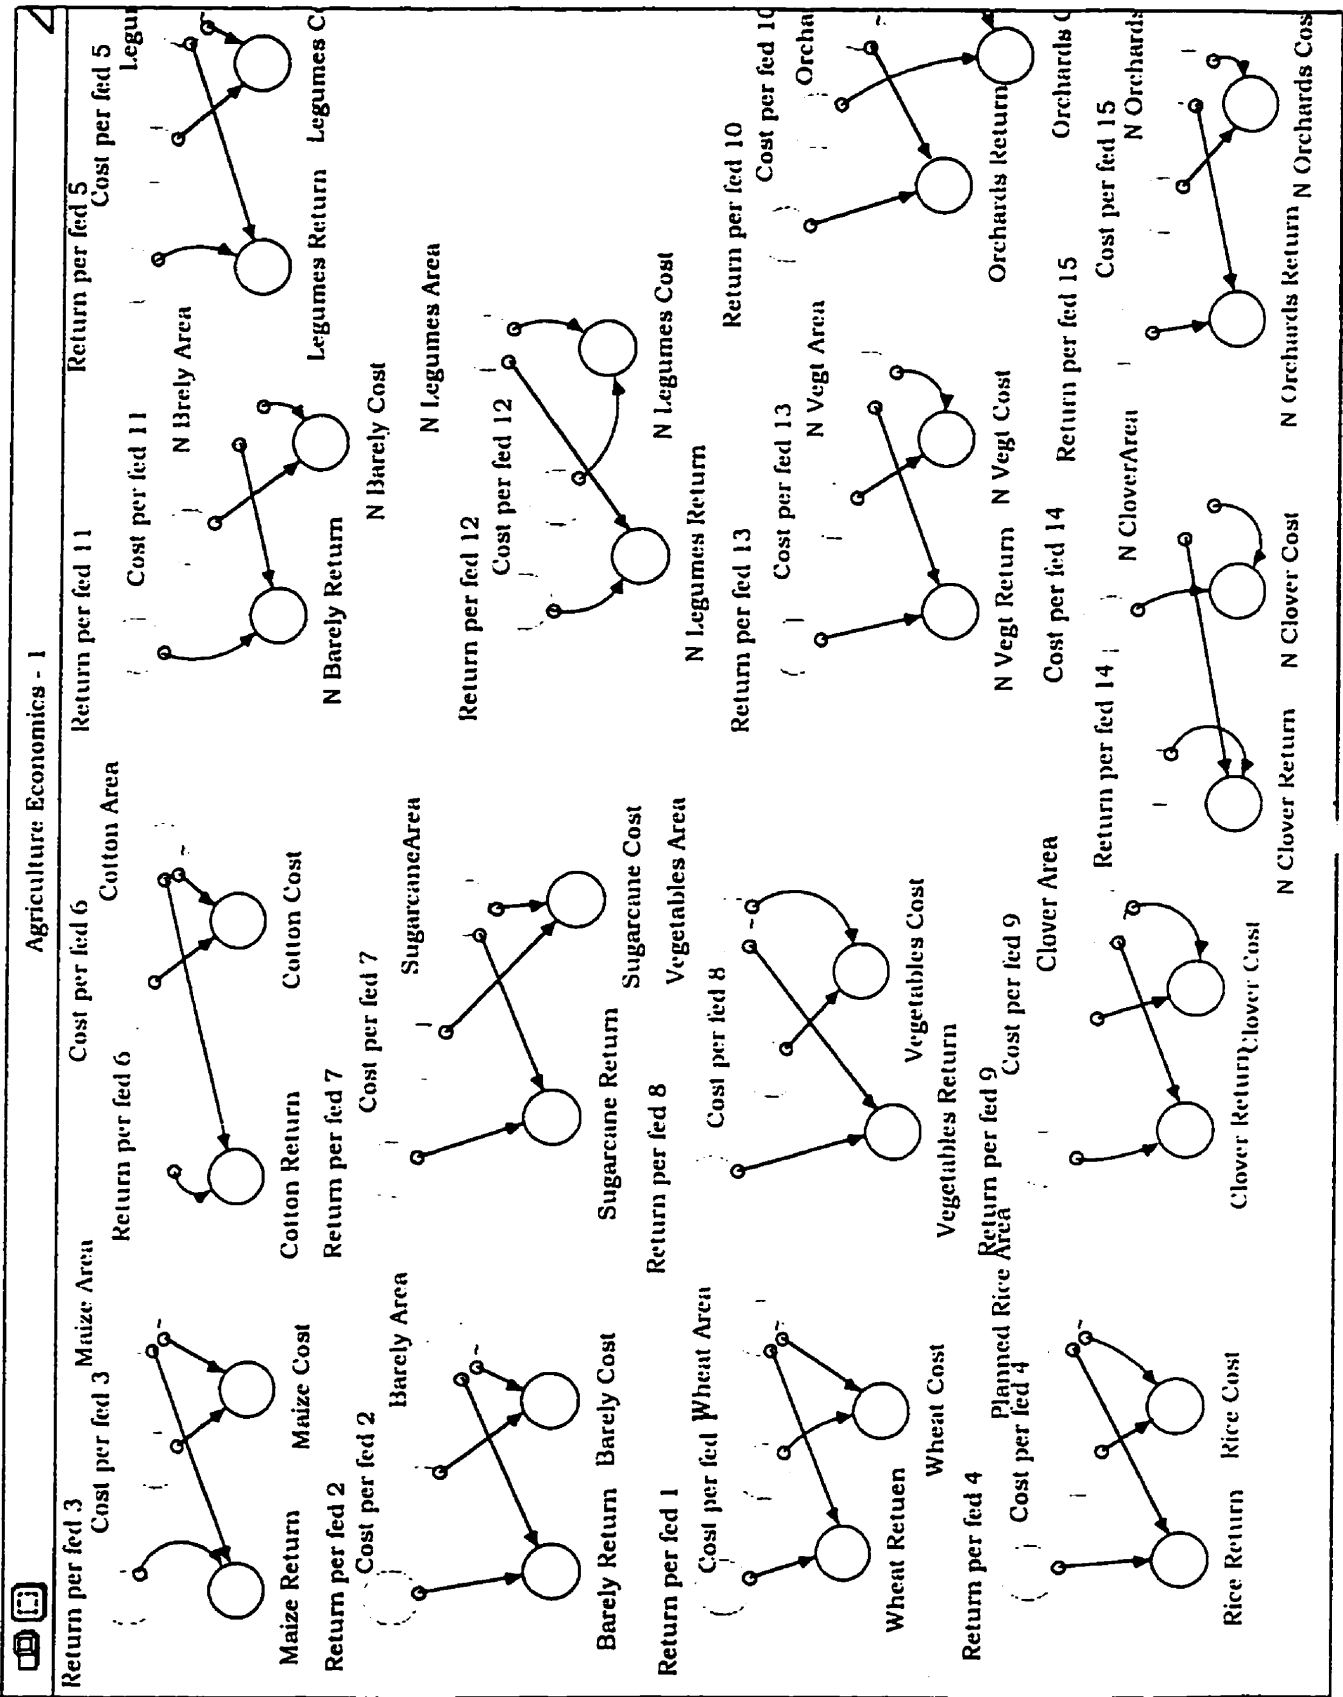 Agriculture Economics - 1
Return per fed 3
Cost per fed 3
Maize Area
Maize Return
Maize Cost
Return per fed 6
Cost per fed 6
Cotton Area
Cotton Return
Cotton Cost
Return per fed 11
Cost per fed 11
N Brely Area
N Barely Return
N Barely Cost
Return per fed 5
Cost per fed 5
Legum
Legumes Return
Legumes Co
Return per fed 2
Cost per fed 2
Barely Area
Barely Return
Barely Cost
Return per fed 7
Cost per fed 7
SugarcaneArea
Sugarcane Return
Sugarcane Cost
Return per fed 12
Cost per fed 12
N Legumes Area
N Legumes Return
N Legumes Cost
Return per fed 1
Cost per fed
Wheat Area
Wheat Retuen
Wheat Cost
Return per fed 8
Cost per fed 8
Vegetables Area
Vegetables Return
Vegetables Cost
Return per fed 13
Cost per fed 13
N Vegt Area
N Vegt Return
N Vegt Cost
Return per fed 10
Cost per fed 10
Orcha
Orchards Return
Orchards C
Return per fed 4
Cost per fed 4
Planned Rice Area
Rice Return
Rice Cost
Return per fed 9
Cost per fed 9
Clover Area
Clover Return
Clover Cost
Return per fed 14
Cost per fed 14
N CloverArea
N Clover Return
N Clover Cost
Return per fed 15
Cost per fed 15
N Orchards
N Orchards Return
N Orchards Cos